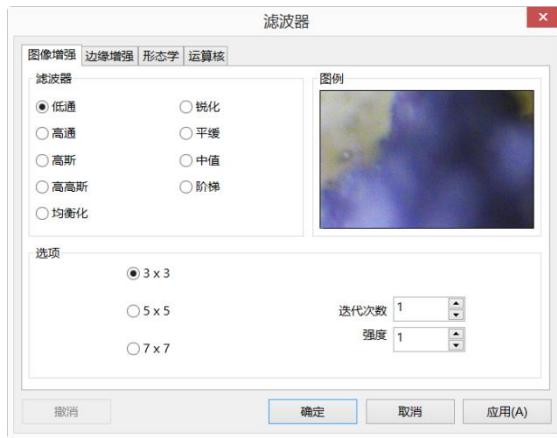 滤波器
图像增强 边缘增强 形态学 运算核
滤波器
图例
低通 锐化
高通 平缓
高斯 中值
高高斯 阶梯
均衡化
选项
3 x 3
5 x 5
7 x 7
迭代次数 1
强度 1
撤消 确定 取消 应用(A)